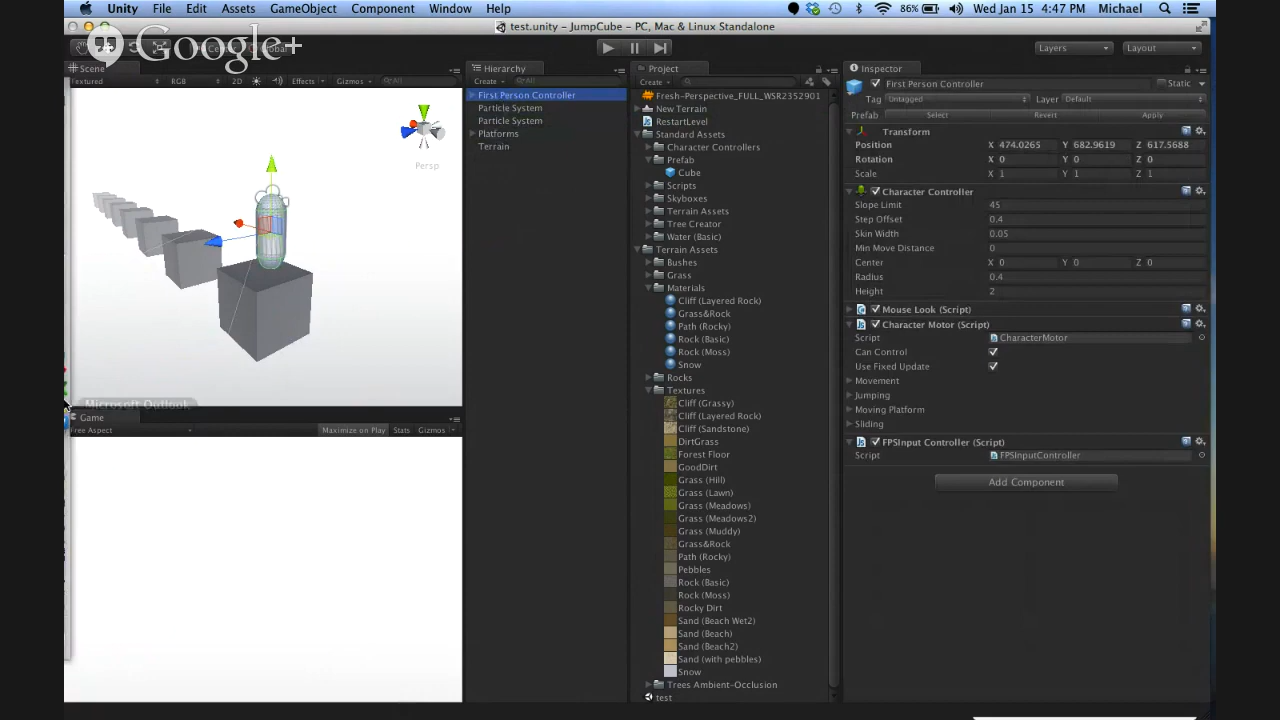 Unity File Edit Assets GameObject Component Window Help 86% Wed Jan 15 4:47 PM Michael
test.unity – JumpCube – PC, Mac & Linux Standalone
Google+
Center Global
Layers Layout
Scene
Textured RGB 2D Effects Gizmos All
Persp
Microsoft Outlook
Game
Free Aspect Maximize on Play Stats Gizmos
Hierarchy
Create All
First Person Controller
Particle System
Particle System
Platforms
Terrain
Project
Create
Fresh-Perspective_FULL_WSR2352901
New Terrain
RestartLevel
Standard Assets
Character Controllers
Prefab
Cube
Scripts
Skyboxes
Terrain Assets
Tree Creator
Water (Basic)
Terrain Assets
Bushes
Grass
Materials
Cliff (Layered Rock)
Grass&Rock
Path (Rocky)
Rock (Basic)
Rock (Moss)
Snow
Rocks
Textures
Cliff (Grassy)
Cliff (Layered Rock)
Cliff (Sandstone)
DirtGrass
Forest Floor
GoodDirt
Grass (Hill)
Grass (Lawn)
Grass (Meadows)
Grass (Meadows2)
Grass (Muddy)
Grass&Rock
Path (Rocky)
Pebbles
Rock (Basic)
Rock (Moss)
Rocky Dirt
Sand (Beach Wet2)
Sand (Beach)
Sand (Beach2)
Sand (with pebbles)
Snow
Trees Ambient-Occlusion
test
Inspector
First Person Controller Static
Tag Untagged Layer Default
Prefab Select Revert Apply
Transform
Position X 474.0265 Y 682.9619 Z 617.5688
Rotation X 0 Y 0 Z 0
Scale X 1 Y 1 Z 1
Character Controller
Slope Limit 45
Step Offset 0.4
Skin Width 0.05
Min Move Distance 0
Center X 0 Y 0 Z 0
Radius 0.4
Height 2
Mouse Look (Script)
Character Motor (Script)
Script CharacterMotor
Can Control
Use Fixed Update
Movement
Jumping
Moving Platform
Sliding
FPSInput Controller (Script)
Script FPSInputController
Add Component